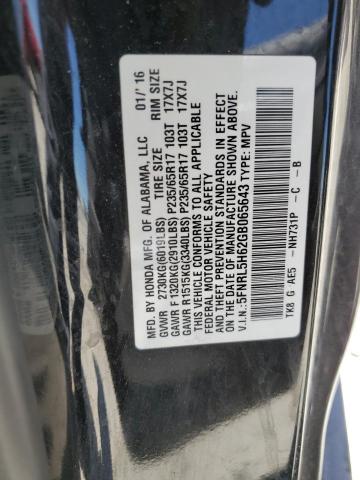 MFD. BY HONDA MFG. OF ALABAMA, LLC 01/'16
TIRE SIZE RIM SIZE
GVWR 2730KG(6019LBS)
GAWR F 1320KG(2910LBS) P235/65R17 103T 17X7J
GAWR R1515KG(3340LBS) P235/65R17 103T 17X7J
THIS VEHICLE CONFORMS TO ALL APPLICABLE
FEDERAL MOTOR VEHICLE SAFETY
AND THEFT PREVENTION STANDARDS IN EFFECT
ON THE DATE OF MANUFACTURE SHOWN ABOVE.
V.I.N.: 5FNRL5H62GB065643 TYPE: MPV
TK8 G AE5 -NH731P -C -B